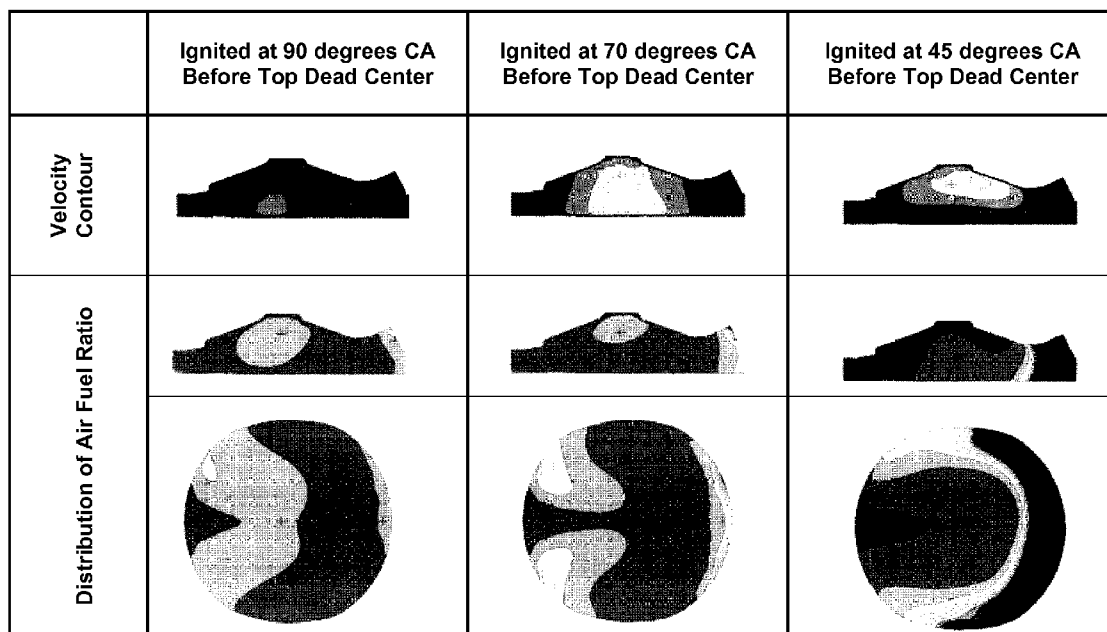 Ignited at 90 degrees CA
Before Top Dead Center
Ignited at 70 degrees CA
Before Top Dead Center
Ignited at 45 degrees CA
Before Top Dead Center
Velocity
Contour
Distribution of Air Fuel Ratio